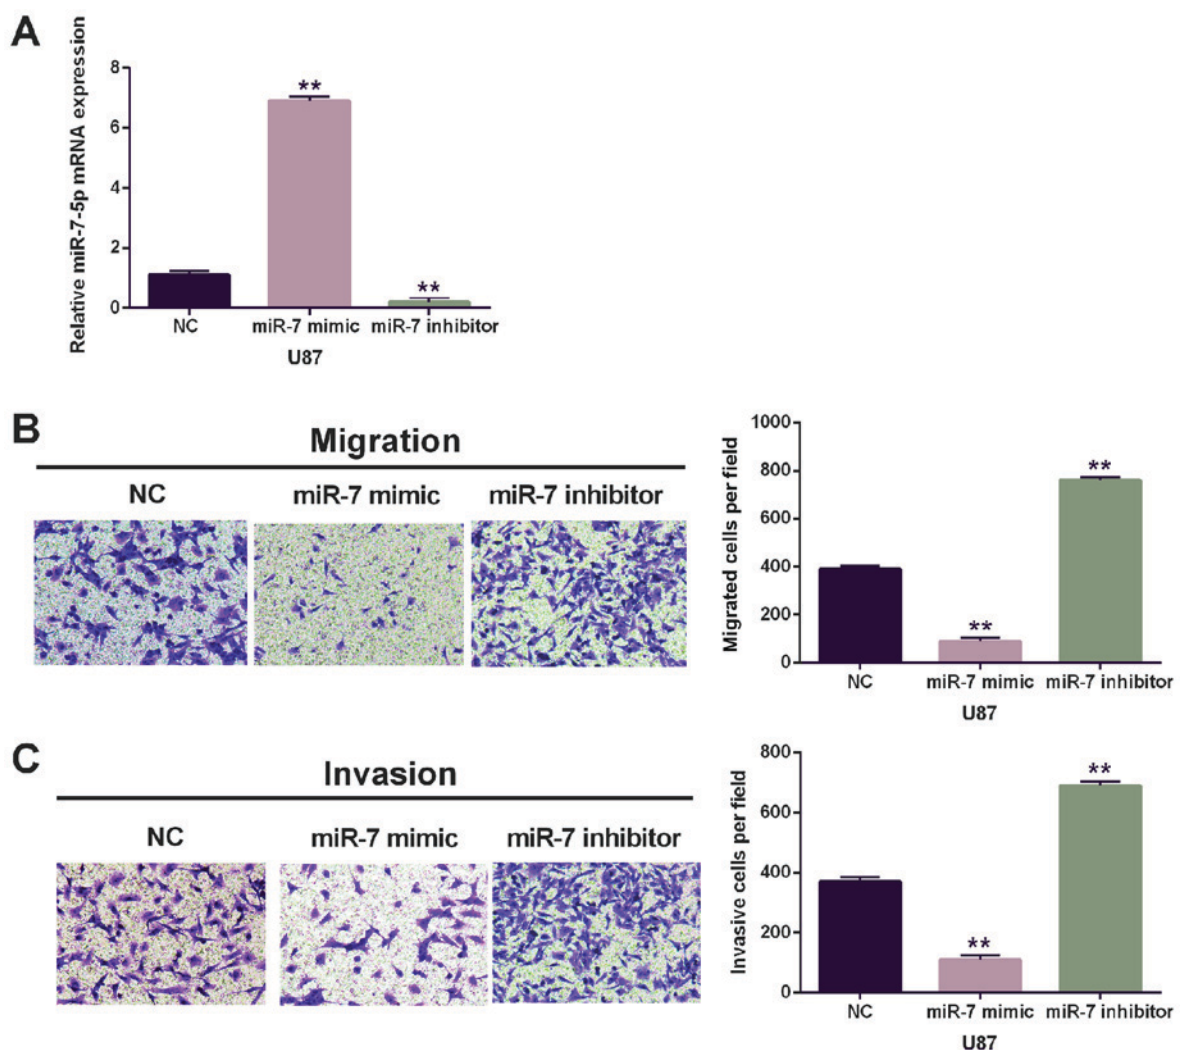 A
Relative miR-7-5p mRNA expression
8
6
4
2
0
**
**
NC
miR-7 mimic
miR-7 inhibitor
U87
B
Migration
NC
miR-7 mimic
miR-7 inhibitor
Migrated cells per field
1000
800
600
400
200
0
**
**
NC
miR-7 mimic
miR-7 inhibitor
U87
C
Invasion
NC
miR-7 mimic
miR-7 inhibitor
Invasive cells per field
800
600
400
200
0
**
**
NC
miR-7 mimic
miR-7 inhibitor
U87